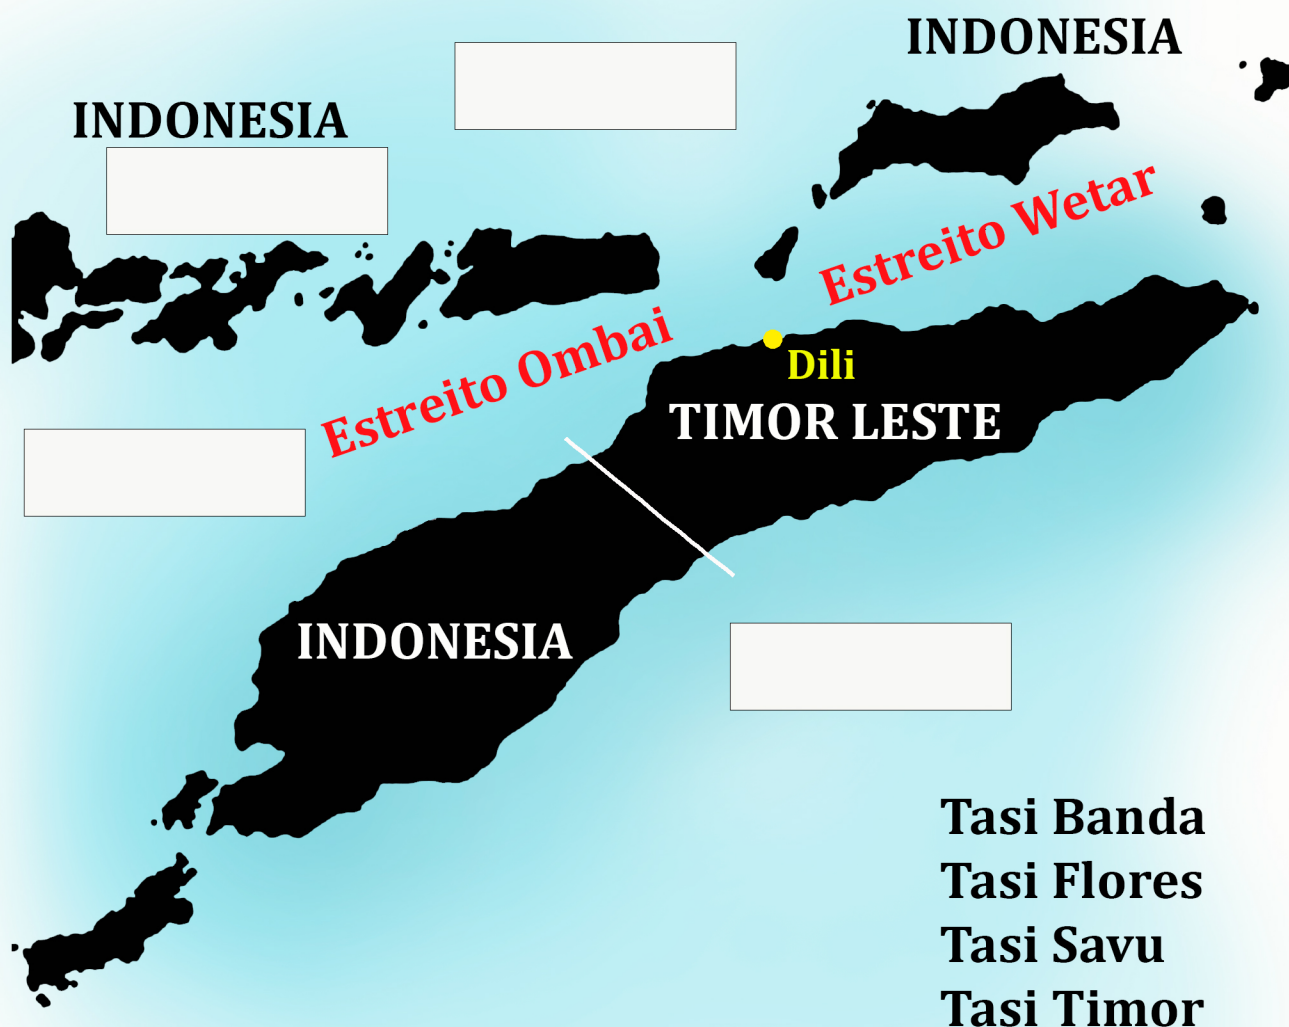 INDONESIA
INDONESIA
Estreito Wetar
Estreito Ombai
Dili
TIMOR LESTE
INDONESIA
Tasi Banda
Tasi Flores
Tasi Savu
Tasi Timor